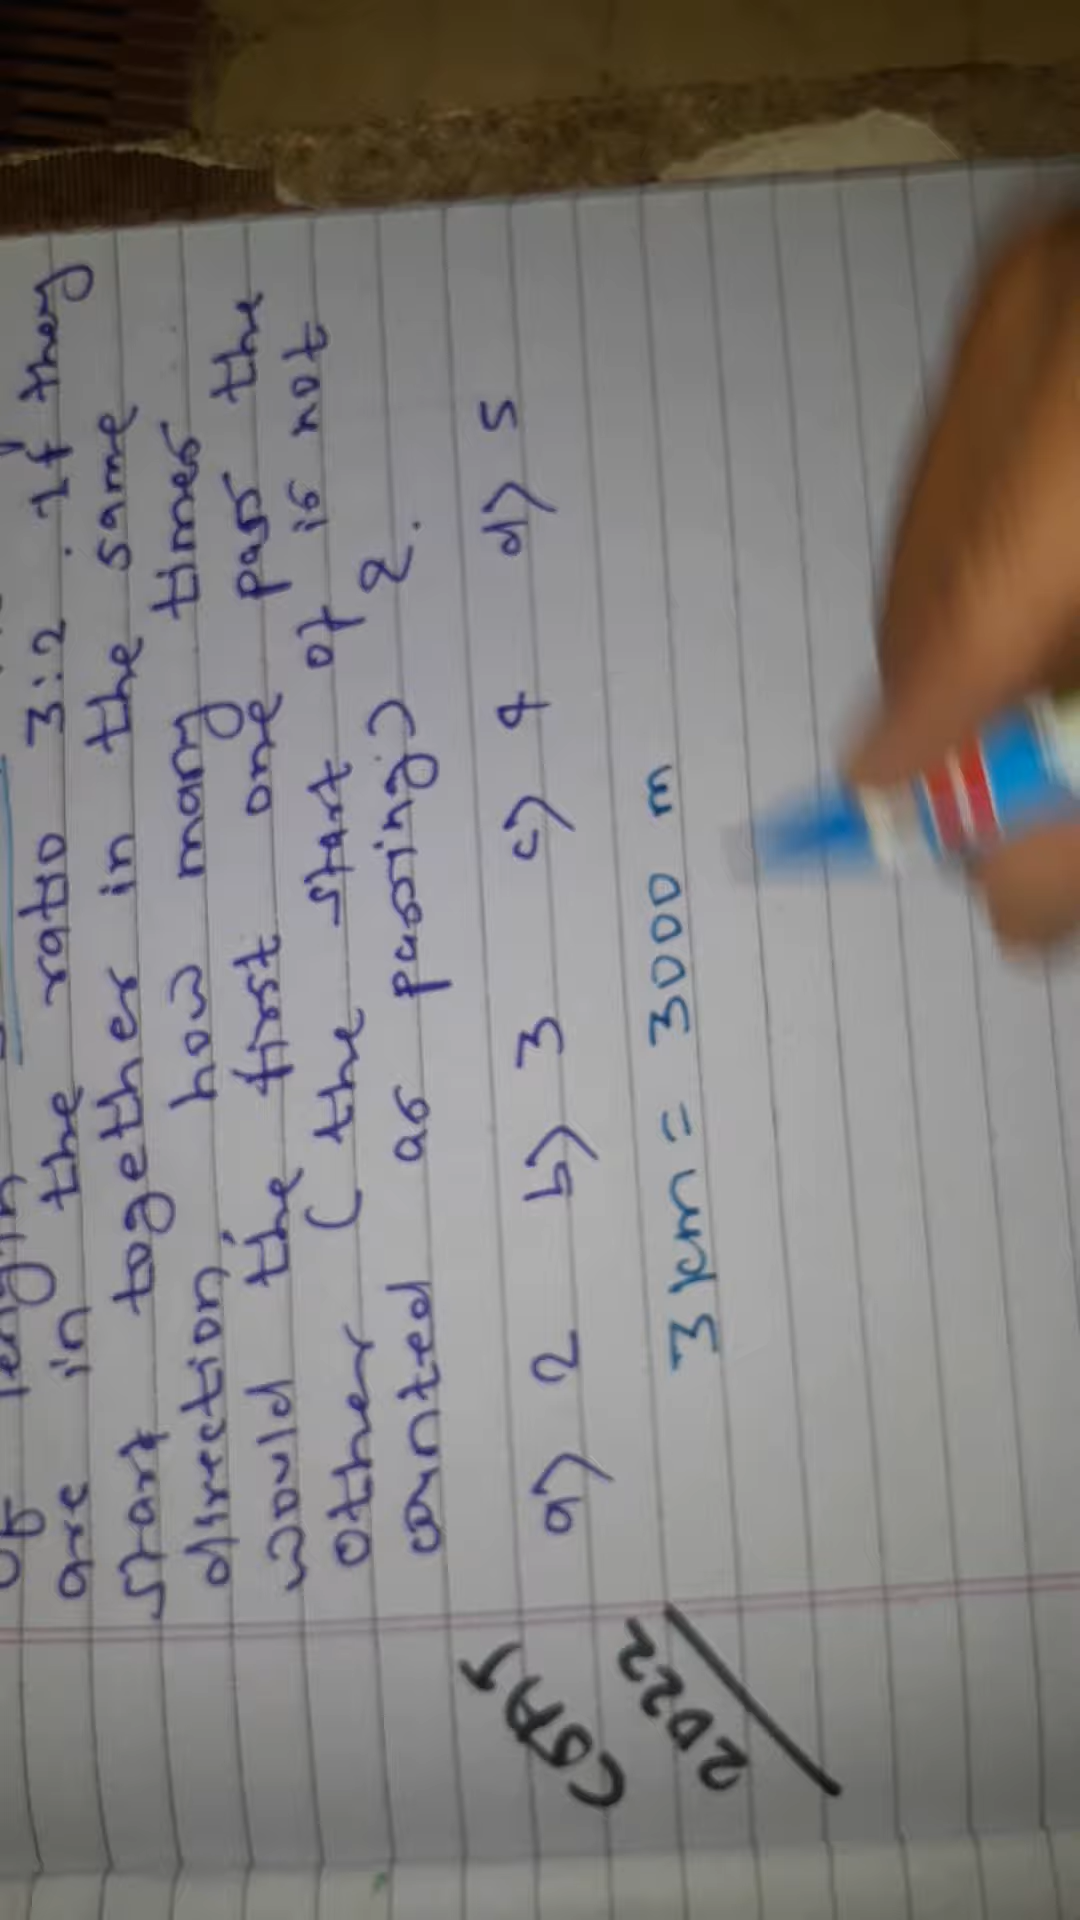 of length
are in the ratio 3:2. If they
start together in the same
direction, how many times
would the first one pass the
other (the start of is not
counted as passing) ?.
a) 2 b) 3 c) 4 d) 5
3 km = 3000 m
CSAT
2022